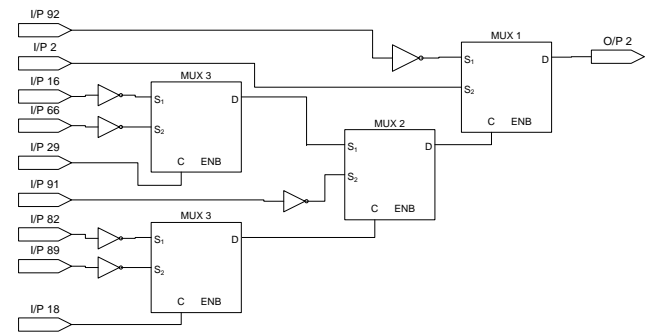 I/P 92
MUX 1
O/P 2
I/P 2
S₁
D
S₂
C ENB
I/P 16
MUX 3
S₁
D
I/P 66
S₂
MUX 2
I/P 29
C ENB
S₁
D
S₂
I/P 91
C ENB
I/P 82
MUX 3
S₁
D
I/P 89
S₂
C ENB
I/P 18